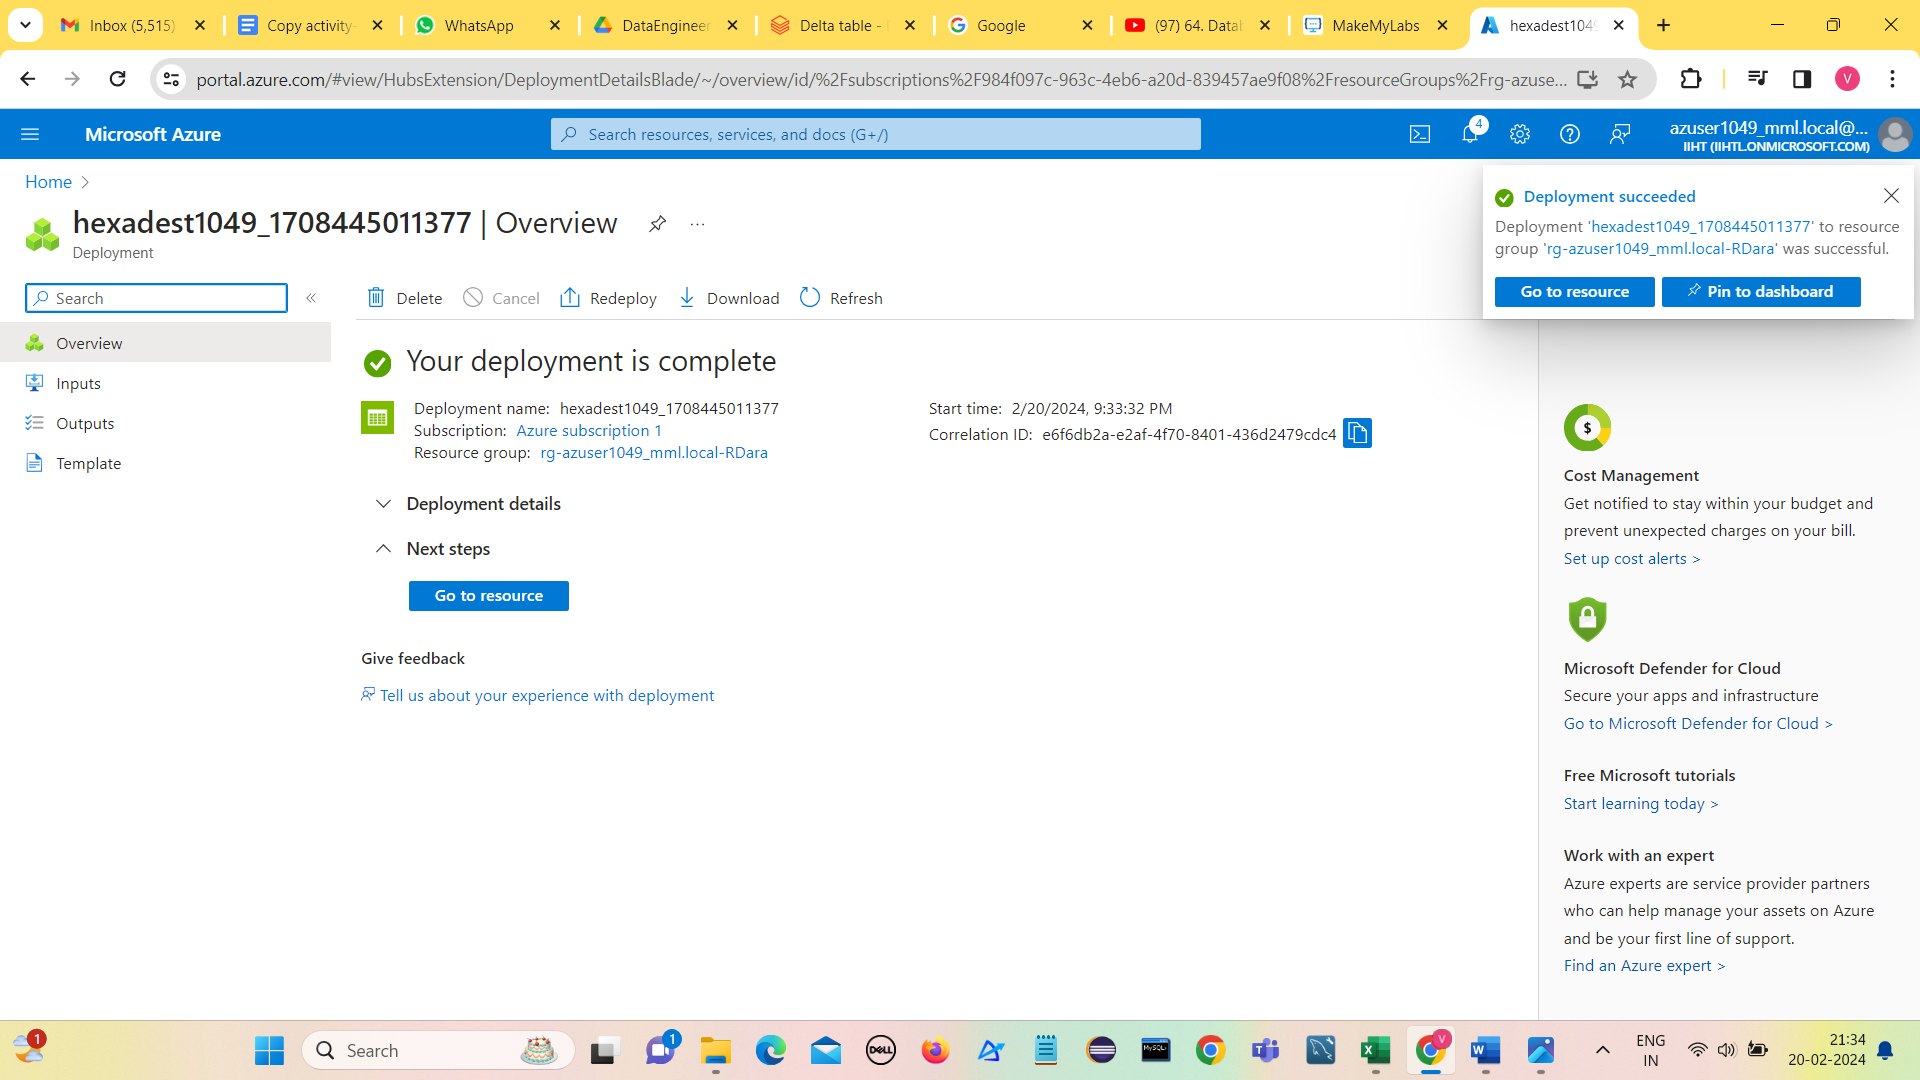 Inbox (5,515)
Copy activity-
WhatsApp
DataEngineer
Delta table -
Google
(97) 64. Datab
MakeMyLabs
hexadest1049
portal.azure.com/#view/HubsExtension/DeploymentDetailsBlade/~/overview/id/%2Fsubscriptions%2F984f097c-963c-4eb6-a20d-839457ae9f08%2FresourceGroups%2Frg-azuse...
V
Microsoft Azure
Search resources, services, and docs (G+/)
4
azuser1049_mml.local@...
IIHT (IIHTL.ONMICROSOFT.COM)
Home
hexadest1049_1708445011377 | Overview
...
Deployment
Deployment succeeded
Deployment 'hexadest1049_1708445011377' to resource
group 'rg-azuser1049_mml.local-RDara' was successful.
Go to resource
Pin to dashboard
Search
«
Delete
Cancel
Redeploy
Download
Refresh
Overview
Inputs
Outputs
Template
Your deployment is complete
Deployment name: hexadest1049_1708445011377
Subscription: Azure subscription 1
Resource group: rg-azuser1049_mml.local-RDara
Start time: 2/20/2024, 9:33:32 PM
Correlation ID: e6f6db2a-e2af-4f70-8401-436d2479cdc4
Deployment details
Next steps
Go to resource
Give feedback
Tell us about your experience with deployment
$
Cost Management
Get notified to stay within your budget and
prevent unexpected charges on your bill.
Set up cost alerts >
Microsoft Defender for Cloud
Secure your apps and infrastructure
Go to Microsoft Defender for Cloud >
Free Microsoft tutorials
Start learning today >
Work with an expert
Azure experts are service provider partners
who can help manage your assets on Azure
and be your first line of support.
Find an Azure expert >
1
Search
1
DELL
MySQL
V
ENG
IN
21:34
20-02-2024